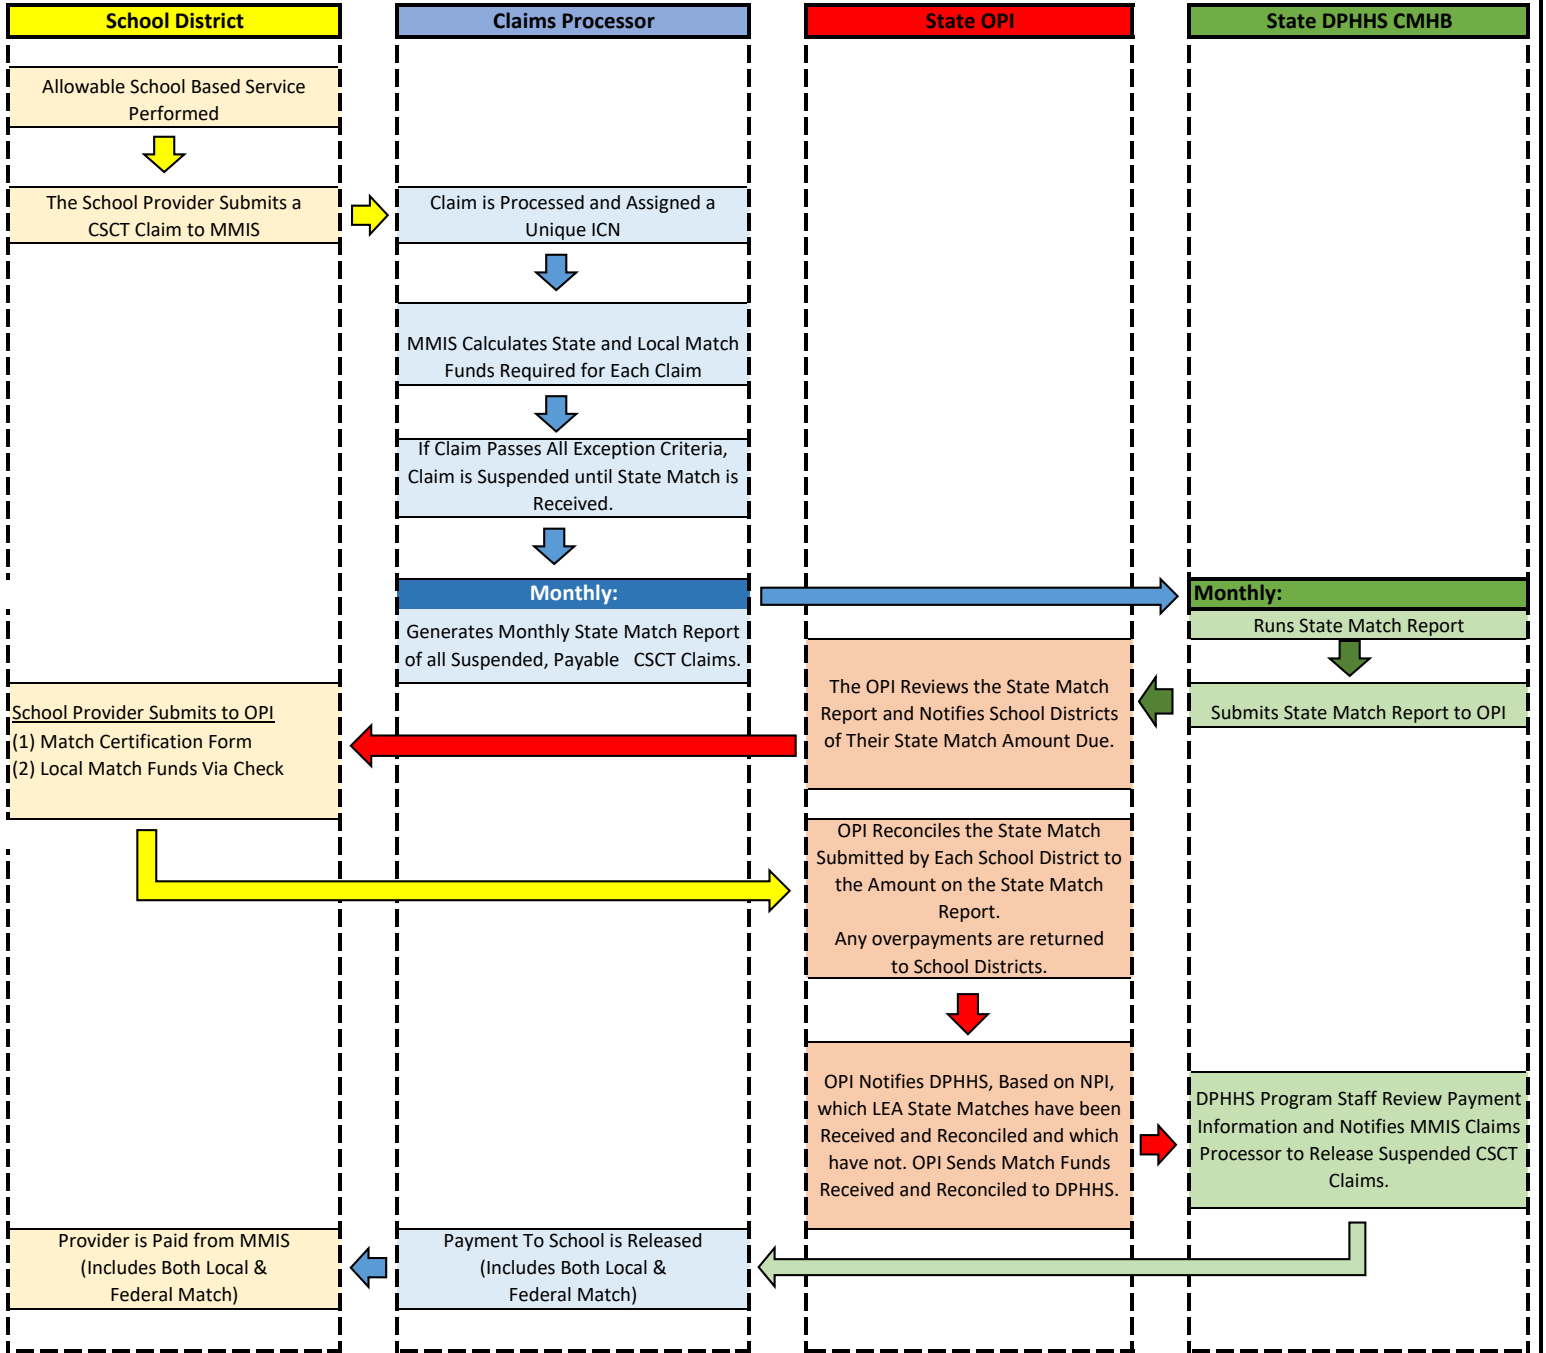 School District
Claims Processor
State OPI
State DPHHS CMHB
Allowable School Based Service
Performed
The School Provider Submits a
CSCT Claim to MMIS
Claim is Processed and Assigned a
Unique ICN
MMIS Calculates State and Local Match
Funds Required for Each Claim
If Claim Passes All Exception Criteria,
Claim is Suspended until State Match is
Received.
Monthly:
Generates Monthly State Match Report
of all Suspended, Payable CSCT Claims.
Monthly:
Runs State Match Report
Submits State Match Report to OPI
The OPI Reviews the State Match
Report and Notifies School Districts
of Their State Match Amount Due.
School Provider Submits to OPI
(1) Match Certification Form
(2) Local Match Funds Via Check
OPI Reconciles the State Match
Submitted by Each School District to
the Amount on the State Match
Report.
Any overpayments are returned
to School Districts.
OPI Notifies DPHHS, Based on NPI,
which LEA State Matches have been
Received and Reconciled and which
have not. OPI Sends Match Funds
Received and Reconciled to DPHHS.
DPHHS Program Staff Review Payment
Information and Notifies MMIS Claims
Processor to Release Suspended CSCT
Claims.
Payment To School is Released
(Includes Both Local &
Federal Match)
Provider is Paid from MMIS
(Includes Both Local &
Federal Match)